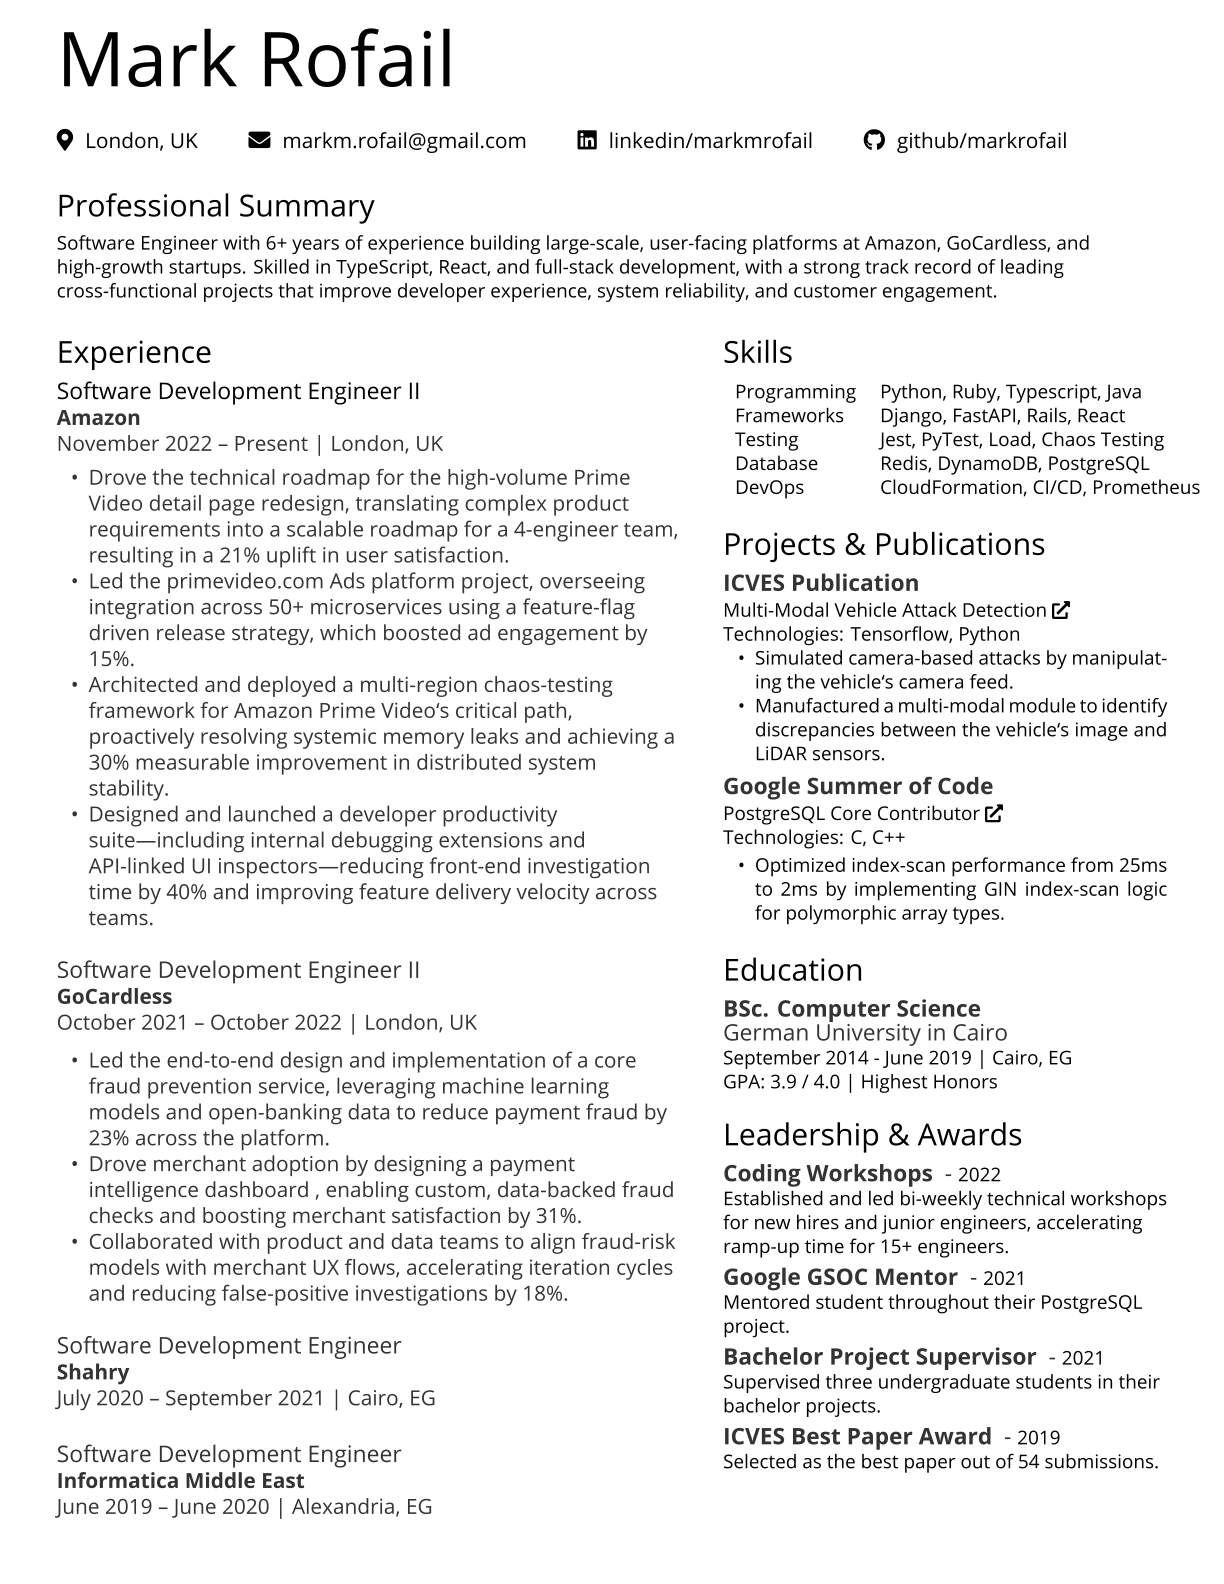 Mark Rofail
London, UK markm.rofail@gmail.com linkedin/markmrofail github/markrofail
Professional Summary
Software Engineer with 6+ years of experience building large-scale, user-facing platforms at Amazon, GoCardless, and
high-growth startups. Skilled in TypeScript, React, and full-stack development, with a strong track record of leading
cross-functional projects that improve developer experience, system reliability, and customer engagement.
Experience
Software Development Engineer II
Amazon
November 2022 – Present | London, UK
• Drove the technical roadmap for the high-volume Prime
Video detail page redesign, translating complex product
requirements into a scalable roadmap for a 4-engineer team,
resulting in a 21% uplift in user satisfaction.
• Led the primevideo.com Ads platform project, overseeing
integration across 50+ microservices using a feature-flag
driven release strategy, which boosted ad engagement by
15%.
• Architected and deployed a multi-region chaos-testing
framework for Amazon Prime Video‘s critical path,
proactively resolving systemic memory leaks and achieving a
30% measurable improvement in distributed system
stability.
• Designed and launched a developer productivity
suite—including internal debugging extensions and
API-linked UI inspectors—reducing front-end investigation
time by 40% and improving feature delivery velocity across
teams.
Software Development Engineer II
GoCardless
October 2021 – October 2022 | London, UK
• Led the end-to-end design and implementation of a core
fraud prevention service, leveraging machine learning
models and open-banking data to reduce payment fraud by
23% across the platform.
• Drove merchant adoption by designing a payment
intelligence dashboard , enabling custom, data-backed fraud
checks and boosting merchant satisfaction by 31%.
• Collaborated with product and data teams to align fraud-risk
models with merchant UX flows, accelerating iteration cycles
and reducing false-positive investigations by 18%.
Software Development Engineer
Shahry
July 2020 – September 2021 | Cairo, EG
Software Development Engineer
Informatica Middle East
June 2019 – June 2020 | Alexandria, EG
Skills
Programming Python, Ruby, Typescript, Java
Frameworks Django, FastAPI, Rails, React
Testing Jest, PyTest, Load, Chaos Testing
Database Redis, DynamoDB, PostgreSQL
DevOps CloudFormation, CI/CD, Prometheus
Projects & Publications
ICVES Publication
Multi-Modal Vehicle Attack Detection
Technologies: Tensorflow, Python
• Simulated camera-based attacks by manipulat-
ing the vehicle‘s camera feed.
• Manufactured a multi-modal module to identify
discrepancies between the vehicle‘s image and
LiDAR sensors.
Google Summer of Code
PostgreSQL Core Contributor
Technologies: C, C++
• Optimized index-scan performance from 25ms
to 2ms by implementing GIN index-scan logic
for polymorphic array types.
Education
BSc. Computer Science
German University in Cairo
September 2014 - June 2019 | Cairo, EG
GPA: 3.9 / 4.0 | Highest Honors
Leadership & Awards
Coding Workshops - 2022
Established and led bi-weekly technical workshops
for new hires and junior engineers, accelerating
ramp-up time for 15+ engineers.
Google GSOC Mentor - 2021
Mentored student throughout their PostgreSQL
project.
Bachelor Project Supervisor - 2021
Supervised three undergraduate students in their
bachelor projects.
ICVES Best Paper Award - 2019
Selected as the best paper out of 54 submissions.